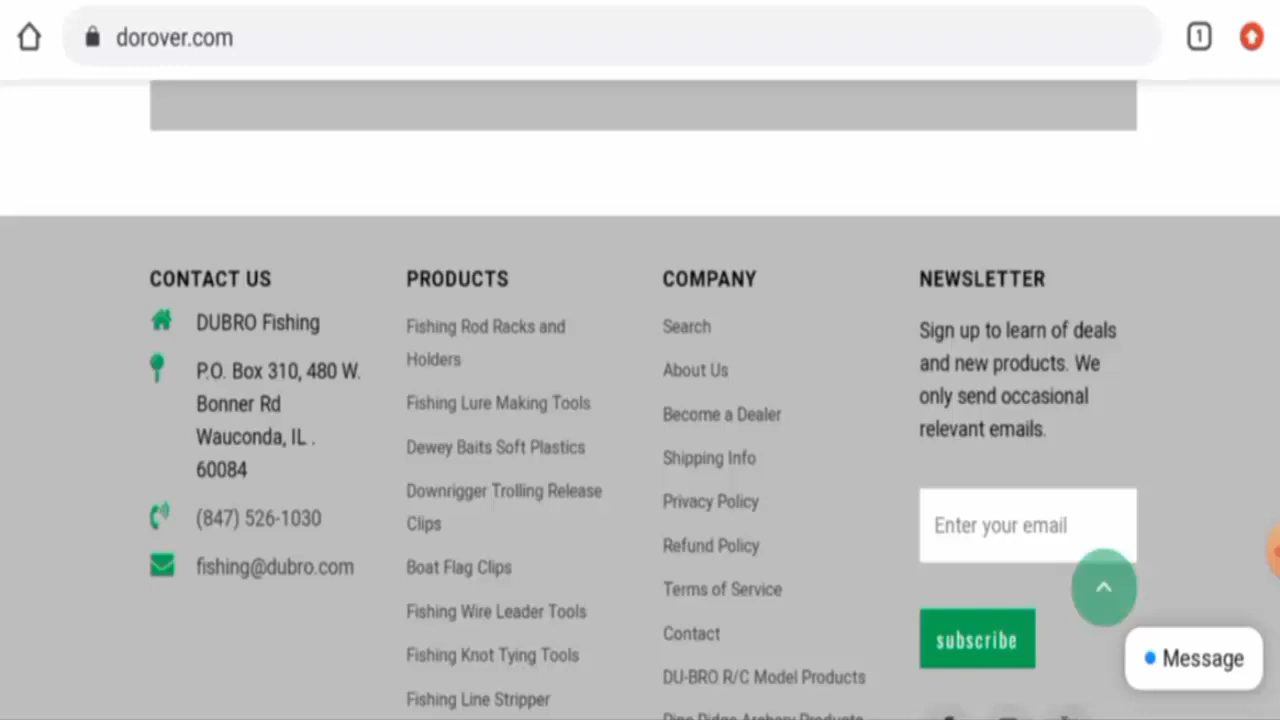 1
dorover.com
CONTACT US
DUBRO Fishing
P.O. Box 310, 480 W.
Bonner Rd
Wauconda, IL .
60084
(847) 526-1030
fishing@dubro.com
PRODUCTS
Fishing Rod Racks and
Holders
Fishing Lure Making Tools
Dewey Baits Soft Plastics
Downrigger Trolling Release
Clips
Boat Flag Clips
Fishing Wire Leader Tools
Fishing Knot Tying Tools
Fishing Line Stripper
COMPANY
Search
About Us
Become a Dealer
Shipping Info
Privacy Policy
Refund Policy
Terms of Service
Contact
DU-BRO R/C Model Products
Pine Ridge Archery Products
NEWSLETTER
Sign up to learn of deals
and new products. We
only send occasional
relevant emails.
Enter your email
subscribe
Message